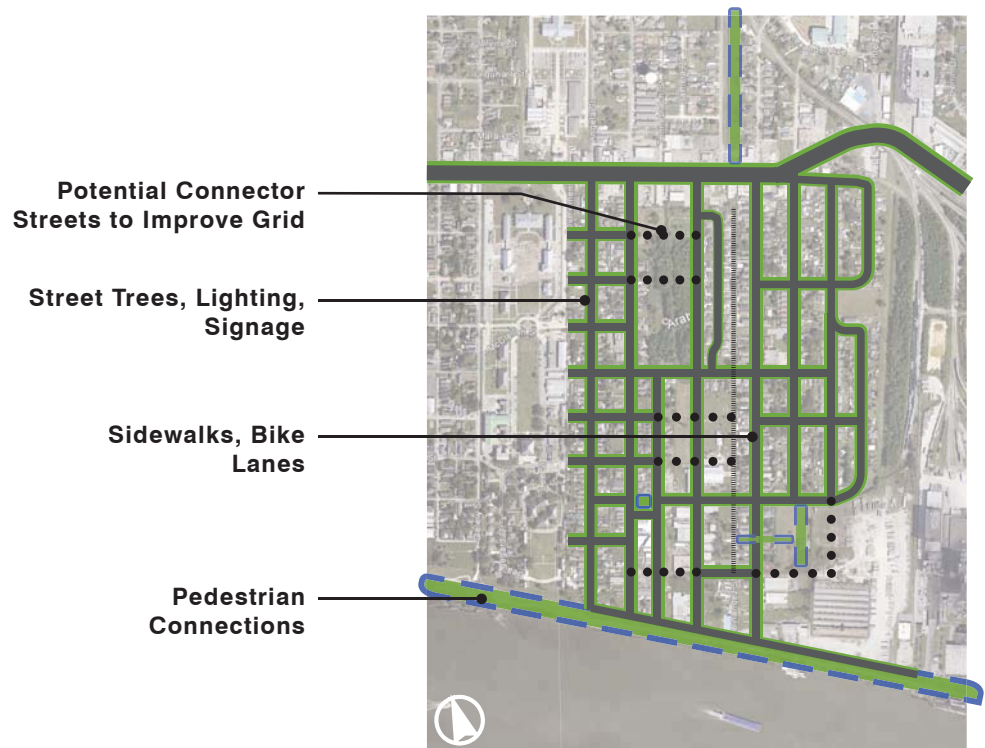 Potential Connector
Streets to Improve Grid
Street Trees, Lighting,
Signage
Sidewalks, Bike
Lanes
Pedestrian
Connections